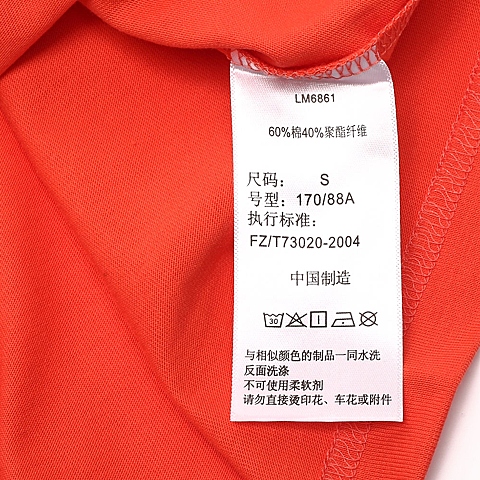 LM6861
60%棉40%聚酯纤维
尺码： S
号型：170/88A
执行标准：
FZ/T73020-2004
中国制造
30
与相似颜色的制品一同水洗
反面洗涤
不可使用柔软剂
请勿直接烫印花、车花或附件